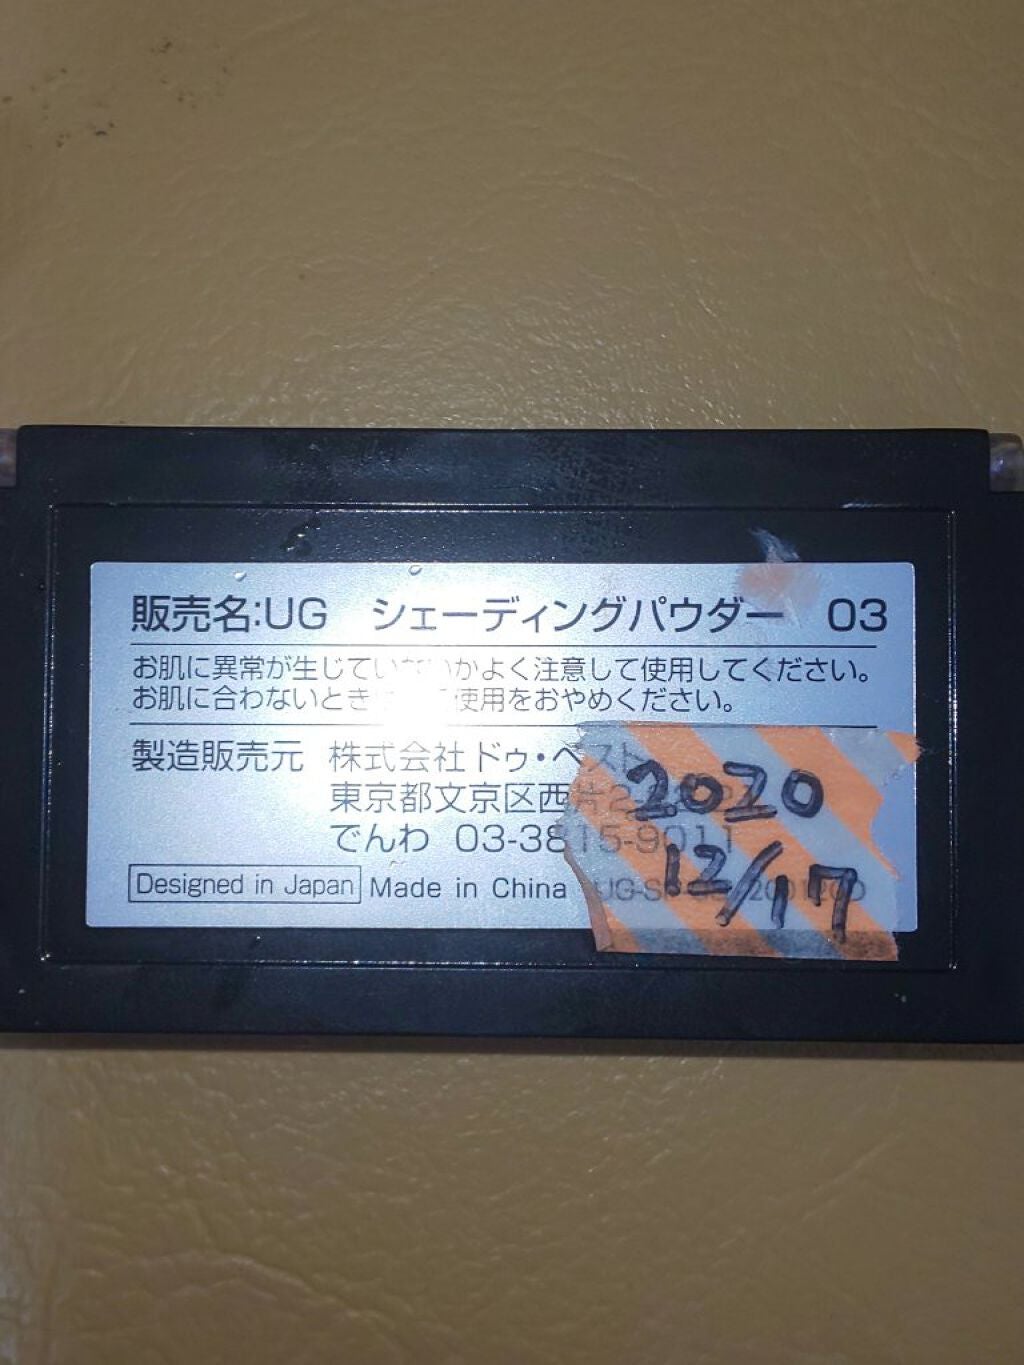 販売名:UG シェーディングパウダー 03
お肌に異常が生じていないかよく注意して使用してください。
お肌に合わないとき 使用をおやめください。
製造販売元 株式会社ドゥ・ベスト
東京都文京区西片
でんわ 03-3815-9011
Designed in Japan Made in China
2020
12/17